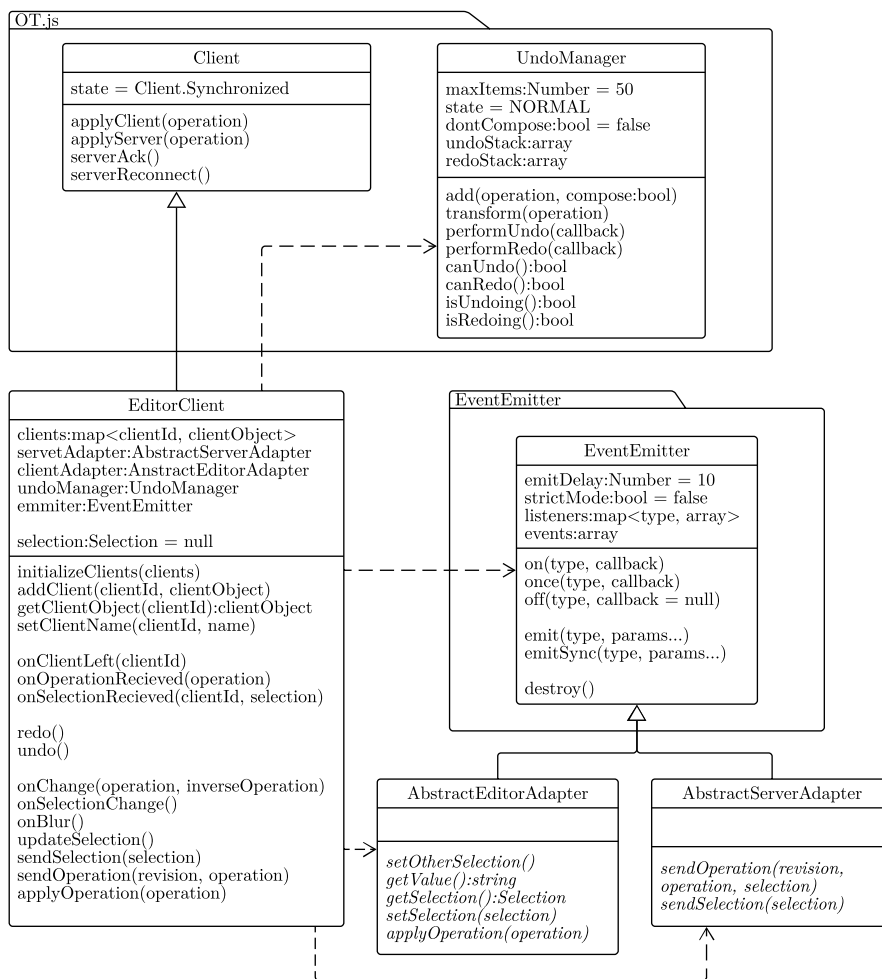 OT.js
Client
state = Client.Synchronized
applyClient(operation)
applyServer(operation)
serverAck()
serverReconnect()
UndoManager
maxItems:Number = 50
state = NORMAL
dontCompose:bool = false
undoStack:array
redoStack:array
add(operation, compose:bool)
transform(operation)
performUndo(callback)
performRedo(callback)
canUndo():bool
canRedo():bool
isUndoing():bool
isRedoing():bool
EditorClient
clients:map<clientId, clientObject>
servetAdapter:AbstractServerAdapter
clientAdapter:AnstractEditorAdapter
undoManager:UndoManager
emmiter:EventEmitter
selection:Selection = null
initializeClients(clients)
addClient(clientId, clientObject)
getClientObject(clientId):clientObject
setClientName(clientId, name)
onClientLeft(clientId)
onOperationRecieved(operation)
onSelectionRecieved(clientId, selection)
redo()
undo()
onChange(operation, inverseOperation)
onSelectionChange()
onBlur()
updateSelection()
sendSelection(selection)
sendOperation(revision, operation)
applyOperation(operation)
EventEmitter
EventEmitter
emitDelay:Number = 10
strictMode:bool = false
listeners:map<type, array>
events:array
on(type, callback)
once(type, callback)
off(type, callback = null)
emit(type, params...)
emitSync(type, params...)
destroy()
AbstractEditorAdapter
setOtherSelection()
getValue():string
getSelection():Selection
setSelection(selection)
applyOperation(operation)
AbstractServerAdapter
sendOperation(revision,
operation, selection)
sendSelection(selection)